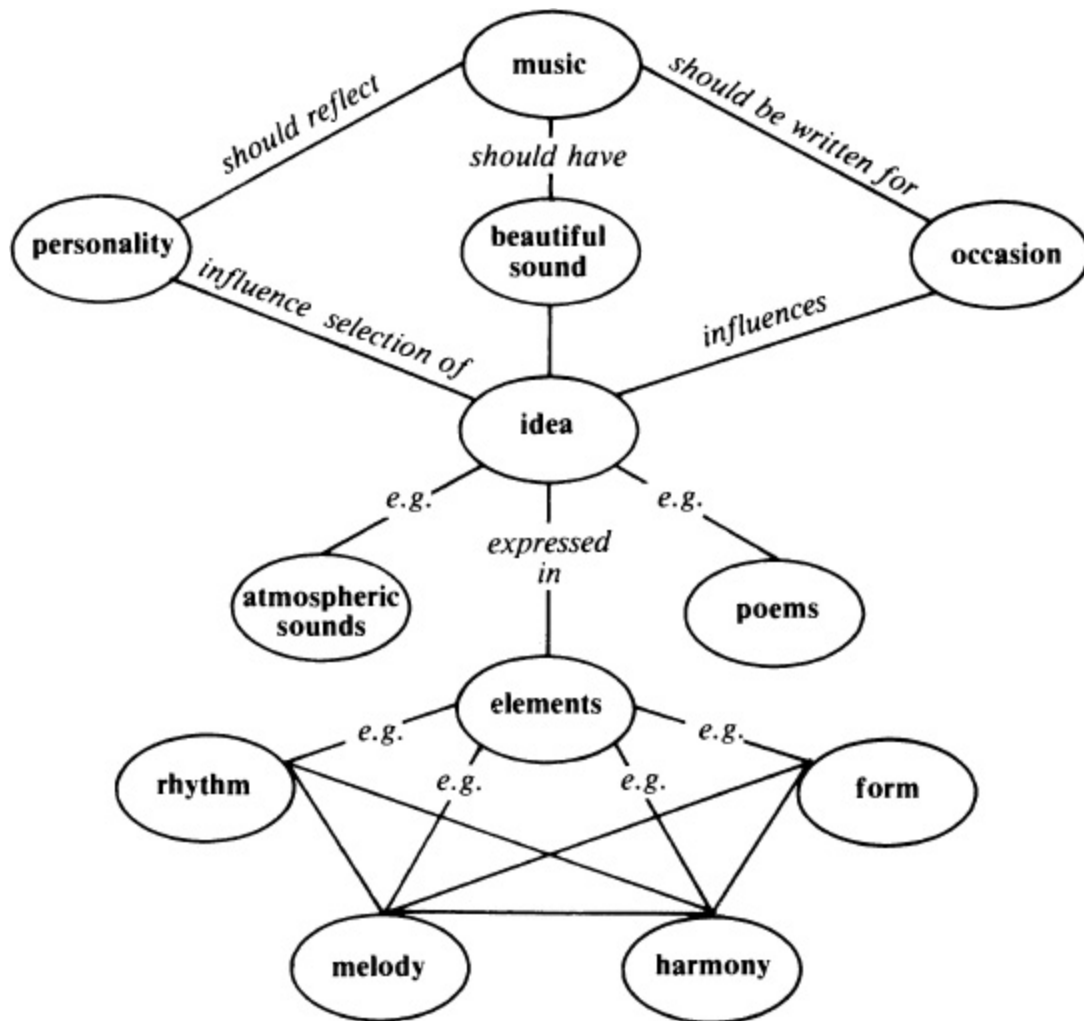 music
should reflect
should be written for
should have
personality
beautiful
sound
occasion
influence selection of
influences
idea
e.g.
e.g.
expressed
in
atmospheric
sounds
poems
elements
e.g.
e.g.
rhythm
e.g.
e.g.
form
melody
harmony